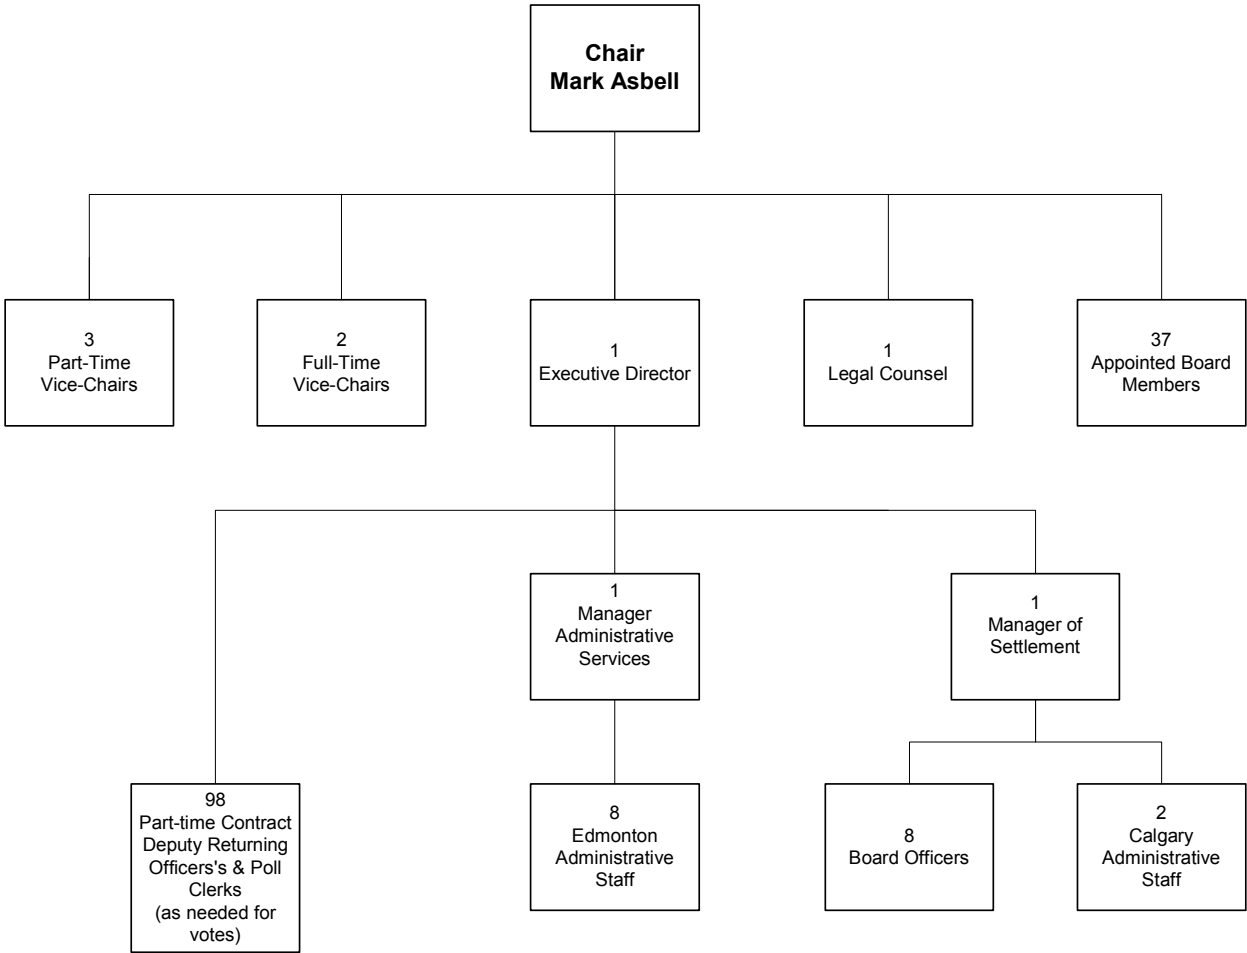 Chair
Mark Asbell
3
Part-Time
Vice-Chairs
2
Full-Time
Vice-Chairs
1
Executive Director
1
Legal Counsel
37
Appointed Board
Members
1
Manager
Administrative
Services
1
Manager of
Settlement
98
Part-time Contract
Deputy Returning
Officers's & Poll
Clerks
(as needed for
votes)
8
Edmonton
Administrative
Staff
8
Board Officers
2
Calgary
Administrative
Staff